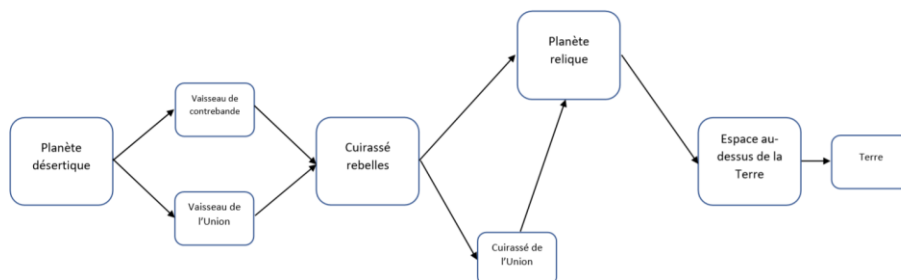 Planète
désertique
Vaisseau de
contrebande
Vaisseau de
l'Union
Cuirassé
rebelles
Planète
relique
Cuirassé de
l'Union
Espace au-
dessus de la
Terre
Terre